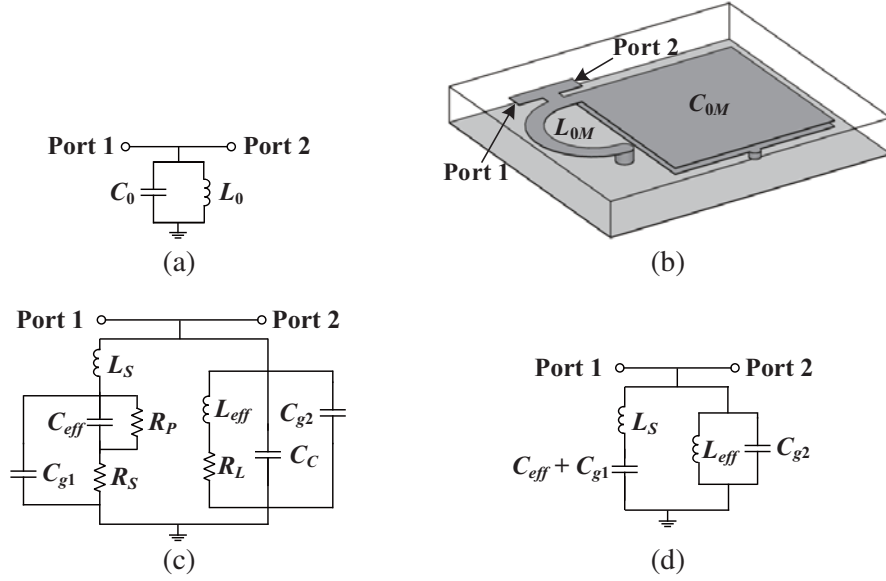 Port 1 Port 2
C0 L0
(a)
Port 2
C0M
L0M
Port 1
(b)
Port 1 Port 2
LS
Ceff RP Leff Cg2
Cg1 RS RL CC
(c)
Port 1 Port 2
LS
Leff Cg2
Ceff + Cg1
(d)